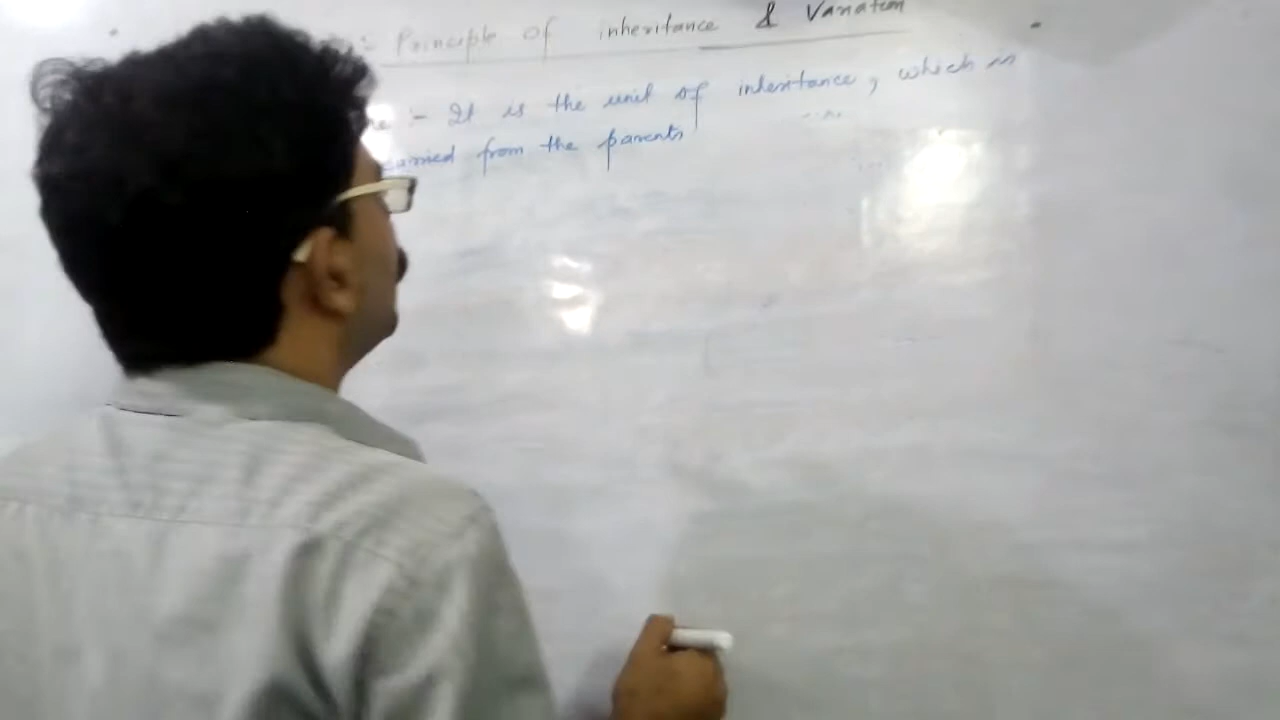 :- Principle of inheritance & Variation
:- It is the unit of inheritance, which is
carried from the parents